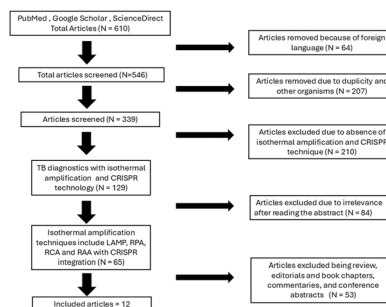 PubMed , Google Scholar , ScienceDirect
Total Articles (N = 610)
Articles removed because of foreign
language (N = 64)
Total articles screened (N=546)
Articles removed due to duplicity and
other organisms (N = 207)
Articles screened (N = 339)
Articles excluded due to absence of
isothermal amplification and CRISPR
technique (N = 210)
TB diagnostics with isothermal
amplification and CRISPR
technology (N = 129)
Articles excluded due to irrelevance
after reading the abstract (N = 84)
Isothermal amplification
techniques include LAMP, RPA,
RCA and RAA with CRISPR
integration (N = 65)
Articles excluded being review,
editorials and book chapters,
commentaries, and conference
abstracts (N = 53)
Included articles = 12